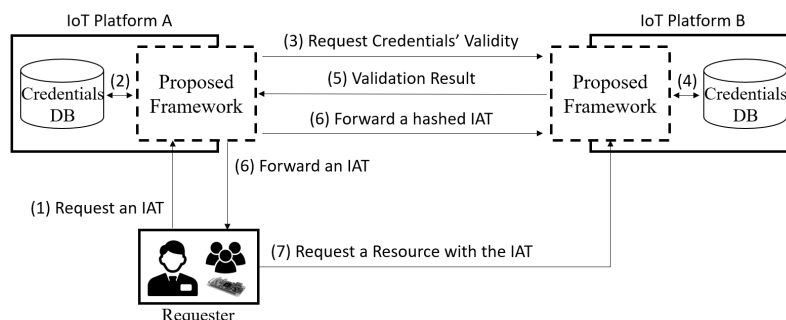 IoT Platform A
IoT Platform B
(3) Request Credentials' Validity
(2)
Credentials
DB
Proposed
Framework
(5) Validation Result
Proposed
Framework
(4)
Credentials
DB
(6) Forward a hashed IAT
(6) Forward an IAT
(1) Request an IAT
(7) Request a Resource with the IAT
Requester